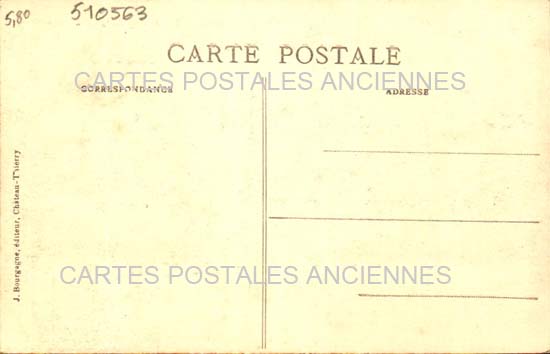 5,80
510563
CARTE POSTALE
CARTES POSTALES ANCIENNES
CORRESPONDANCE
ADRESSE
J. Bourgogne, éditeur, Château-Thierry
CARTES POSTALES ANCIENNES